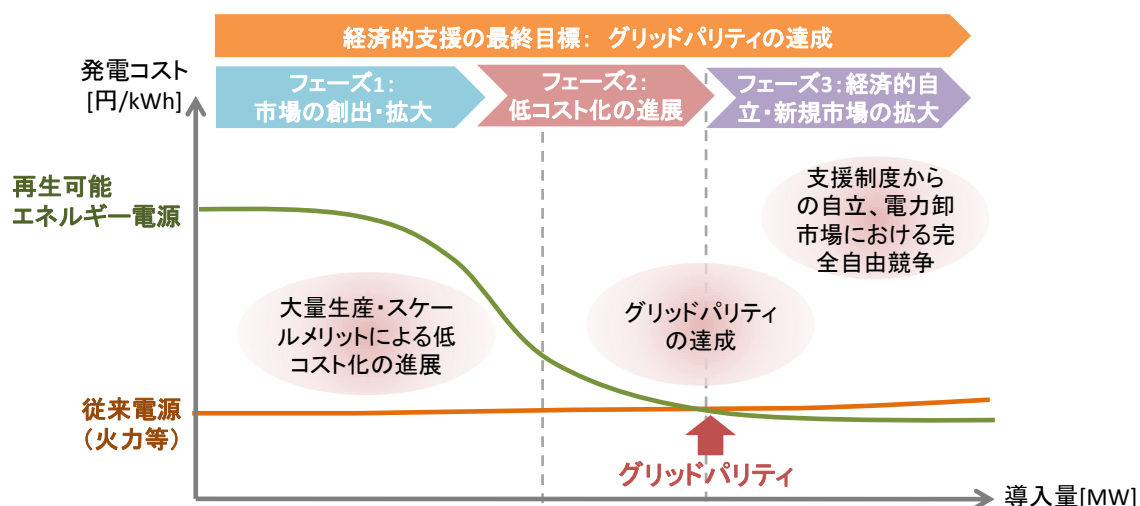 経済的支援の最終目標： グリッドパリティの達成
発電コスト
[円/kWh]
フェーズ1：
市場の創出・拡大
フェーズ2：
低コスト化の進展
フェーズ3：経済的自
立・新規市場の拡大
再生可能
エネルギー電源
支援制度から
の自立、電力卸
市場における完
全自由競争
大量生産・スケー
ルメリットによる低
コスト化の進展
グリッドパリティ
の達成
従来電源
（火力等）
グリッドパリティ
導入量[MW]